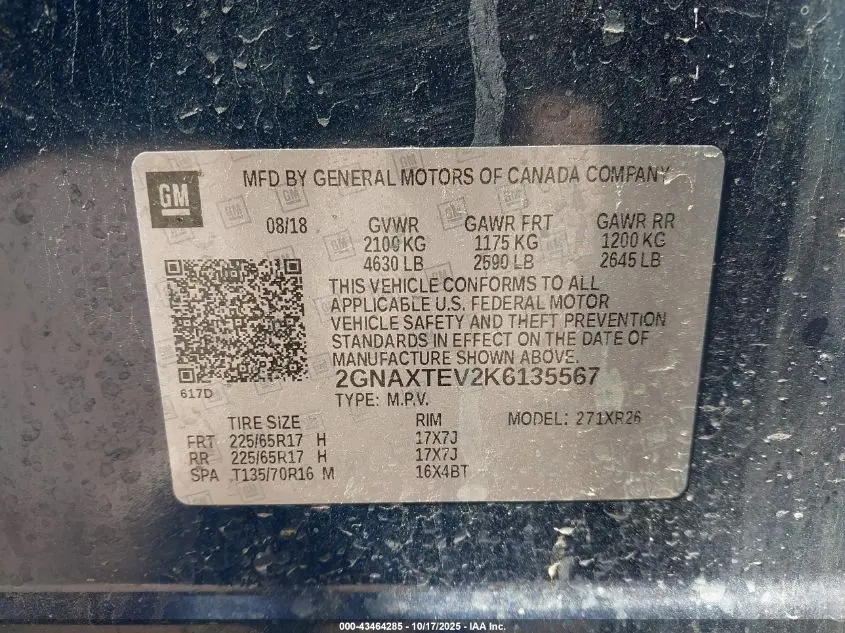 GM
MFD BY GENERAL MOTORS OF CANADA COMPANY
08/18 GVWR GAWR FRT GAWR RR
2100 KG 1175 KG 1200 KG
4630 LB 2590 LB 2645 LB
THIS VEHICLE CONFORMS TO ALL
APPLICABLE U.S. FEDERAL MOTOR
VEHICLE SAFETY AND THEFT PREVENTION
STANDARDS IN EFFECT ON THE DATE OF
MANUFACTURE SHOWN ABOVE.
2GNAXTEV2K6135567
617D
TYPE: M.P.V.
TIRE SIZE RIM MODEL: 271XR26
FRT 225/65R17 H 17X7J
RR 225/65R17 H 17X7J
SPA T135/70R16 M 16X4BT
000-43464285 - 10/17/2025 - IAA Inc.